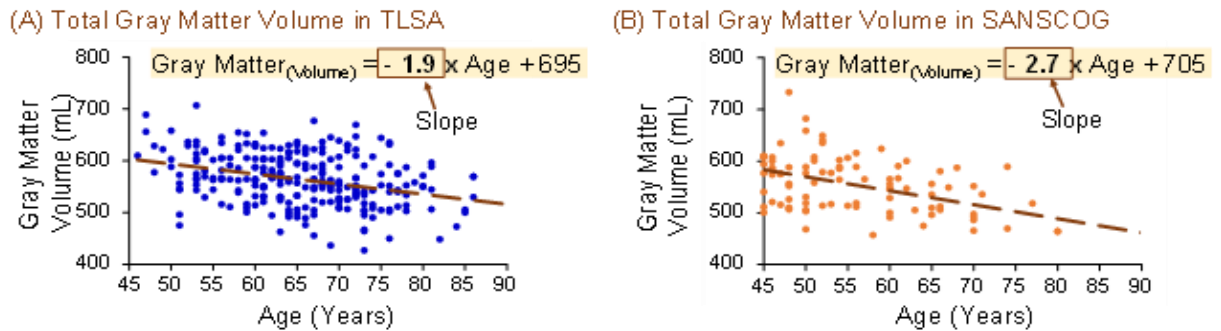 (A) Total Gray Matter Volume in TLSA
Gray Matter(Volume) = - 1.9 x Age + 695
Slope
Gray Matter
Volume (mL)
800
700
600
500
400
45 50 55 60 65 70 75 80 85 90
Age (Years)
(B) Total Gray Matter Volume in SANSCOG
Gray Matter(Volume) = - 2.7 x Age + 705
Slope
Gray Matter
Volume (mL)
800
700
600
500
400
45 50 55 60 65 70 75 80 85 90
Age (Years)